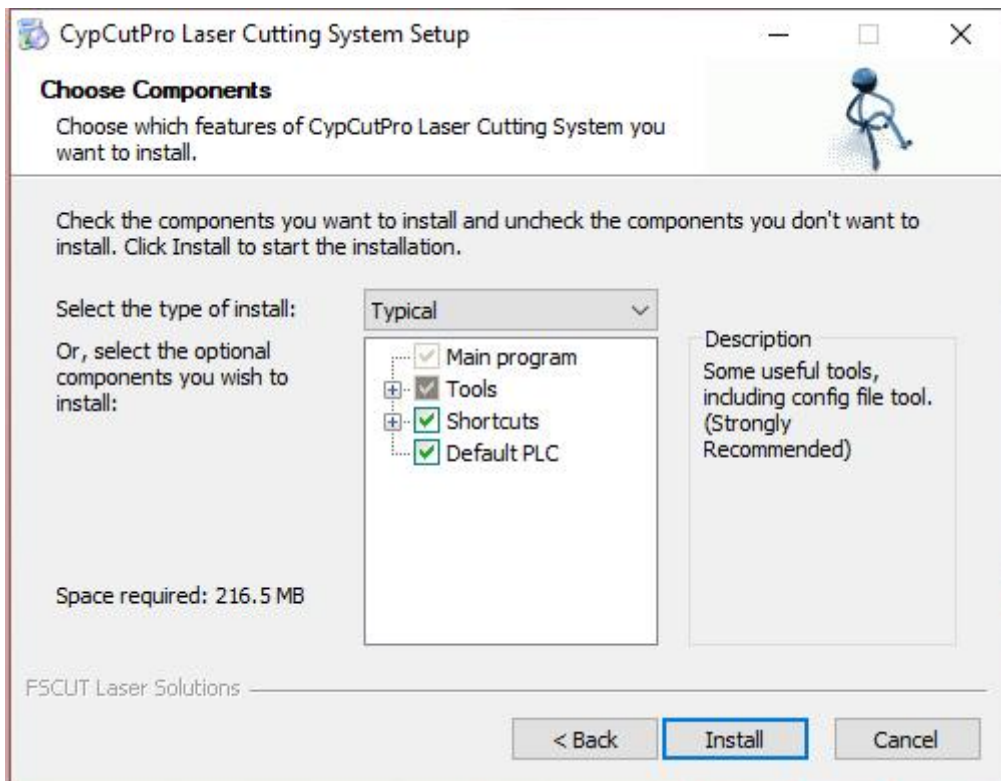 CypCutPro Laser Cutting System Setup
Choose Components
Choose which features of CypCutPro Laser Cutting System you
want to install.
Check the components you want to install and uncheck the components you don't want to
install. Click Install to start the installation.
Select the type of install:
Typical
Or, select the optional
components you wish to
install:
Main program
Tools
Shortcuts
Default PLC
Description
Some useful tools,
including config file tool.
(Strongly
Recommended)
Space required: 216.5 MB
FSCUT Laser Solutions
< Back
Install
Cancel